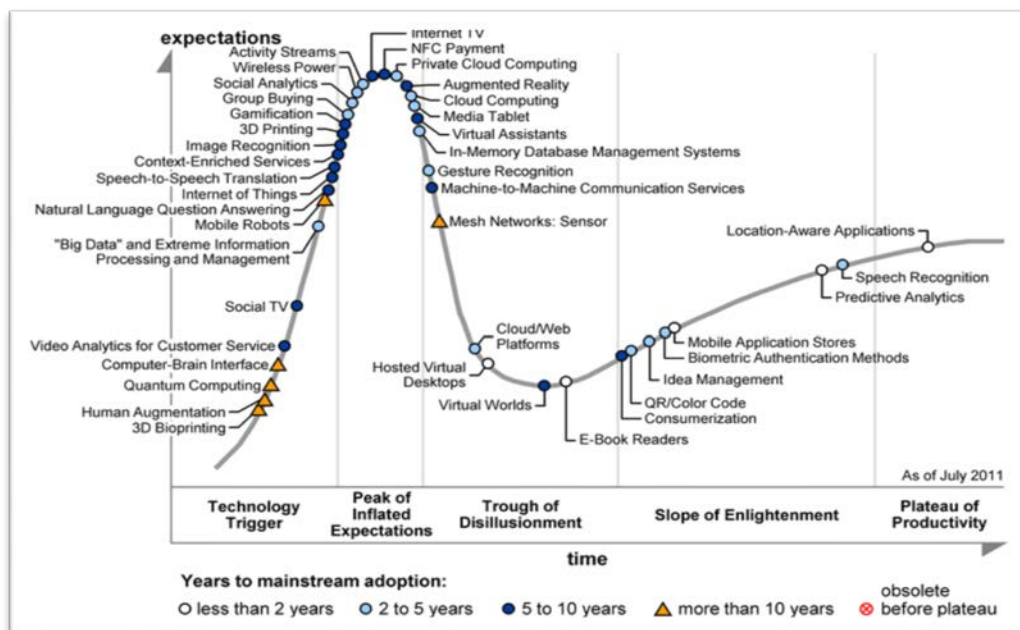 expectations
Internet TV
NFC Payment
Activity Streams
Private Cloud Computing
Wireless Power
Social Analytics
Augmented Reality
Group Buying
Cloud Computing
Gamification
Media Tablet
3D Printing
Virtual Assistants
Image Recognition
In-Memory Database Management Systems
Context-Enriched Services
Gesture Recognition
Speech-to-Speech Translation
Machine-to-Machine Communication Services
Internet of Things
Natural Language Question Answering
Mesh Networks: Sensor
Mobile Robots
Location-Aware Applications
"Big Data" and Extreme Information
Processing and Management
Speech Recognition
Predictive Analytics
Social TV
Cloud/Web
Platforms
Video Analytics for Customer Service
Mobile Application Stores
Computer-Brain Interface
Biometric Authentication Methods
Hosted Virtual
Desktops
Idea Management
Quantum Computing
Virtual Worlds
QR/Color Code
Human Augmentation
Consumerization
3D Bioprinting
E-Book Readers
As of July 2011
Technology
Trigger
Peak of
Inflated
Expectations
Trough of
Disillusionment
Slope of Enlightenment
Plateau of
Productivity
time
Years to mainstream adoption:
less than 2 years
2 to 5 years
5 to 10 years
more than 10 years
obsolete
before plateau